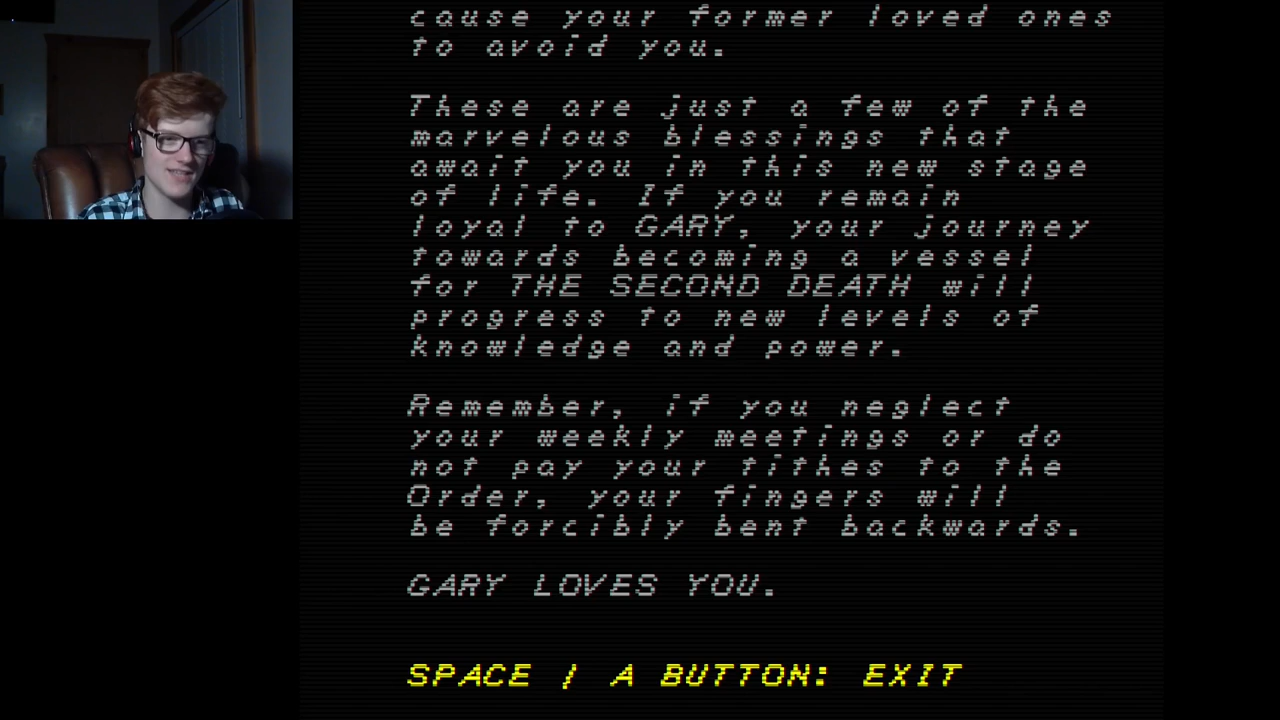 cause your former loved ones
to avoid you.
These are just a few of the
marvelous blessings that
await you in this new stage
of life. If you remain
loyal to GARY, your journey
towards becoming a vessel
for THE SECOND DEATH will
progress to new levels of
knowledge and power.
Remember, if you neglect
your weekly meetings or do
not pay your tithes to the
Order, your fingers will
be forcibly bent backwards.
GARY LOVES YOU.
SPACE / A BUTTON: EXIT